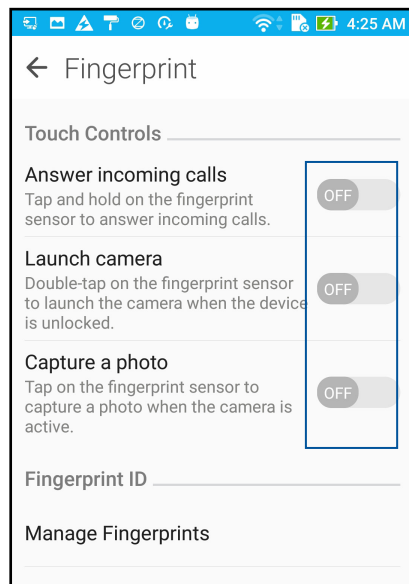 4:25 AM
Fingerprint
Touch Controls
Answer incoming calls
Tap and hold on the fingerprint
sensor to answer incoming calls.
OFF
Launch camera
Double-tap on the fingerprint sensor
to launch the camera when the device
is unlocked.
OFF
Capture a photo
Tap on the fingerprint sensor to
capture a photo when the camera is
active.
OFF
Fingerprint ID
Manage Fingerprints